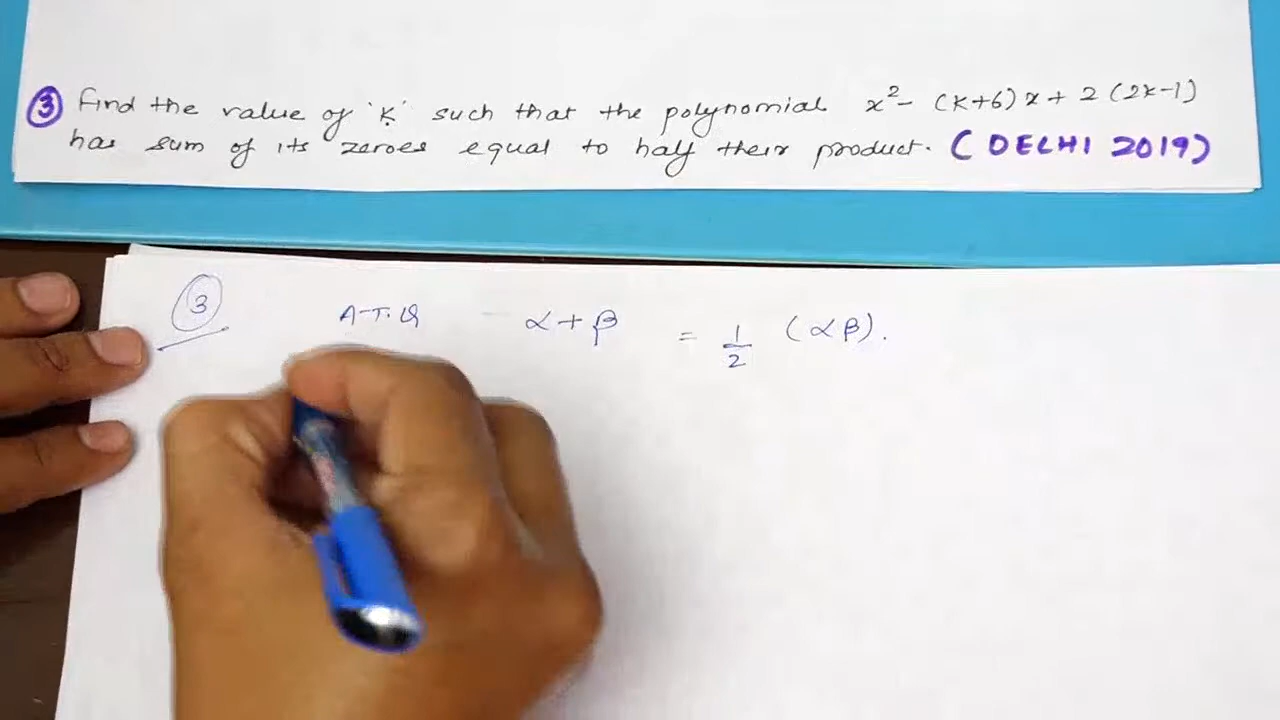 ③ Find the value of 'K' such that the polynomial x² - (K+6)x + 2(2K-1)
has sum of its zeroes equal to half their product. (DELHI 2019)
③ A.T.Q α + β = 1/2 (αβ).